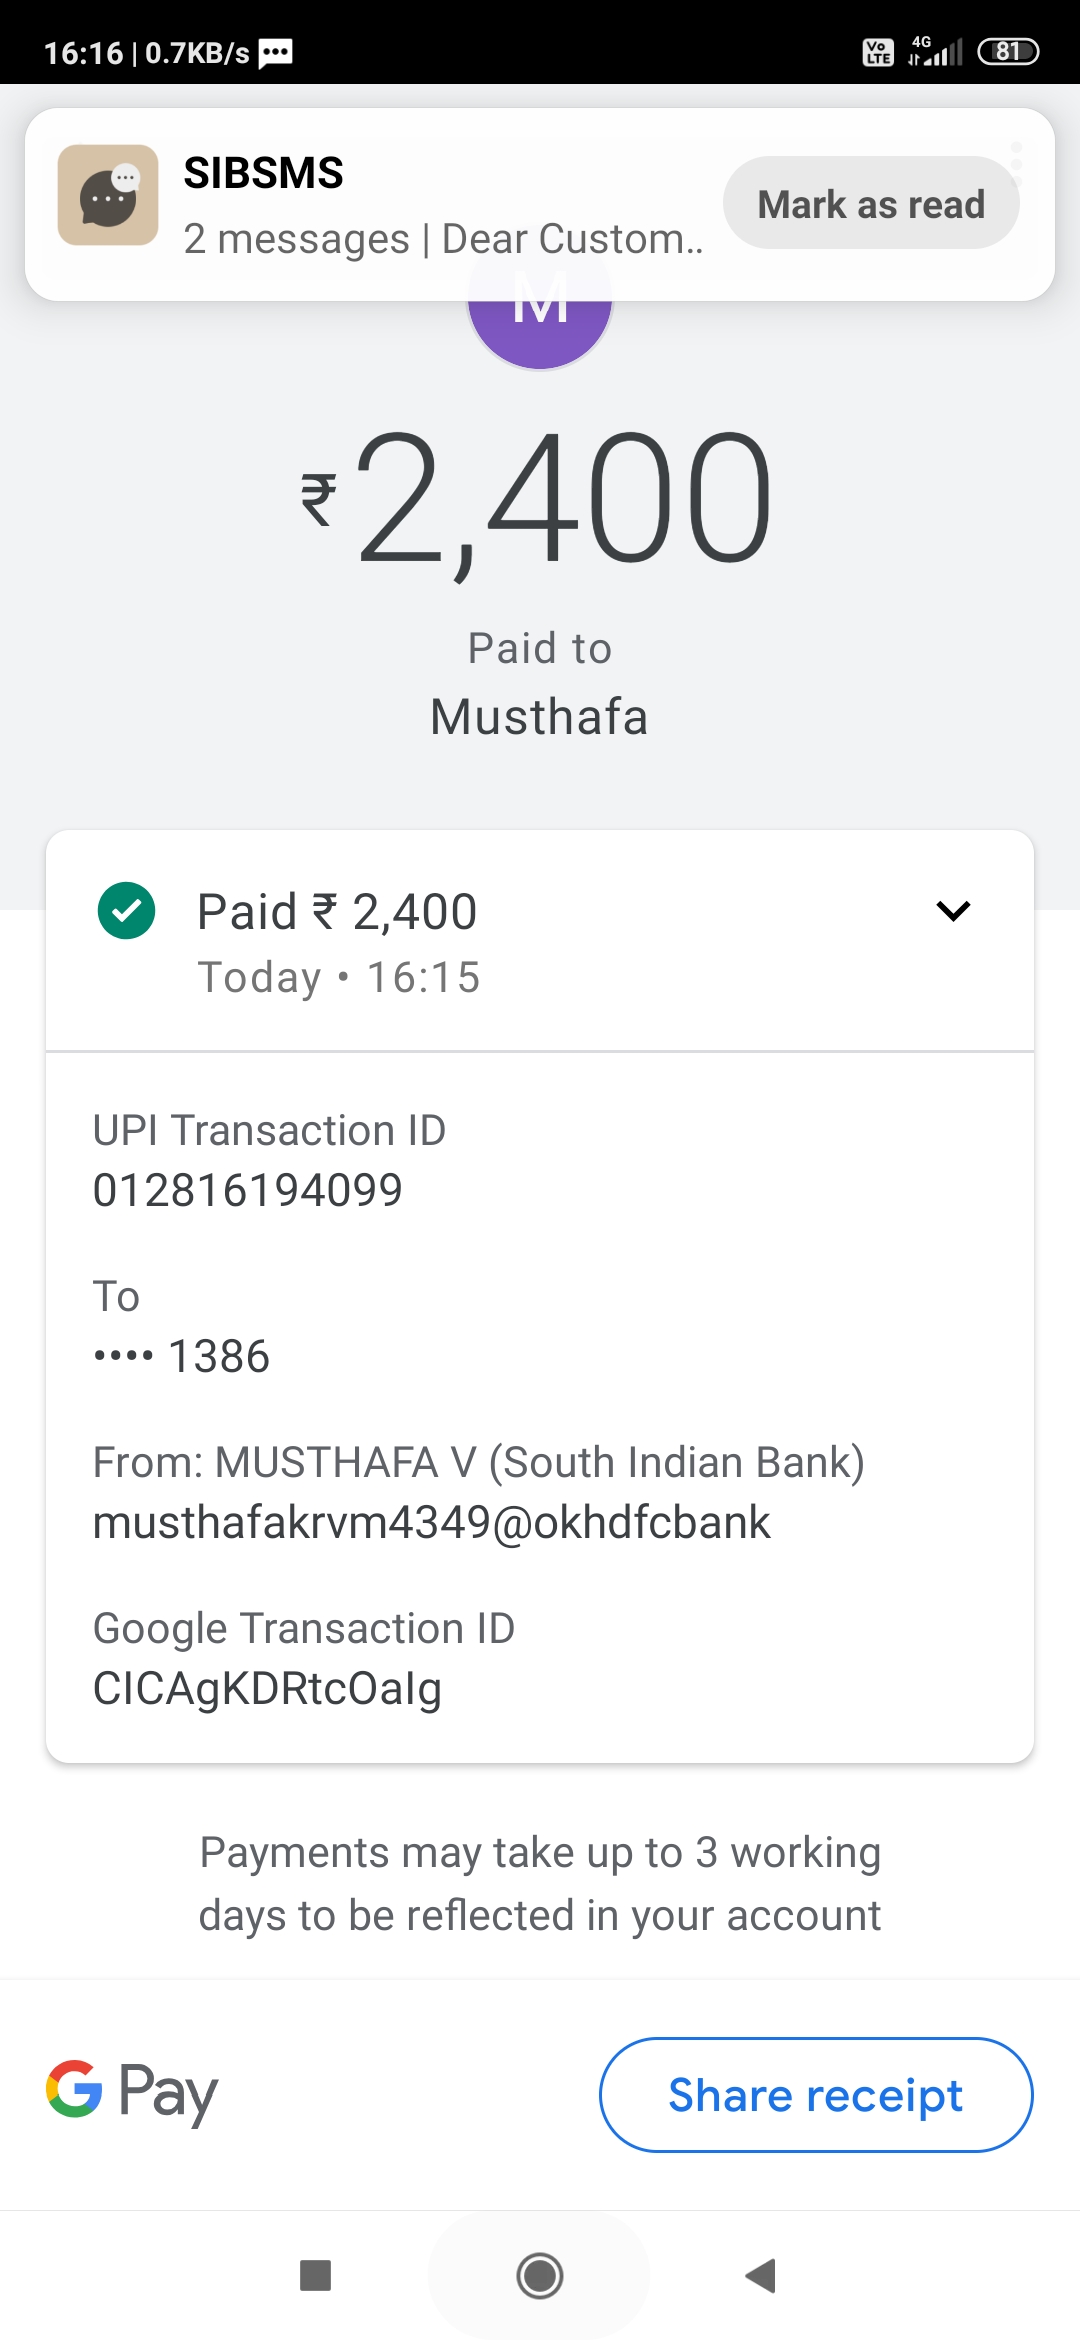 16:16 | 0.7KB/s
Vo LTE 4G 81
SIBSMS
2 messages | Dear Custom..
Mark as read
M
₹2,400
Paid to
Musthafa
Paid ₹ 2,400
Today • 16:15
UPI Transaction ID
012816194099
To
•••• 1386
From: MUSTHAFA V (South Indian Bank)
musthafakrvm4349@okhdfcbank
Google Transaction ID
CICAgKDRtcOaIg
Payments may take up to 3 working
days to be reflected in your account
G Pay
Share receipt